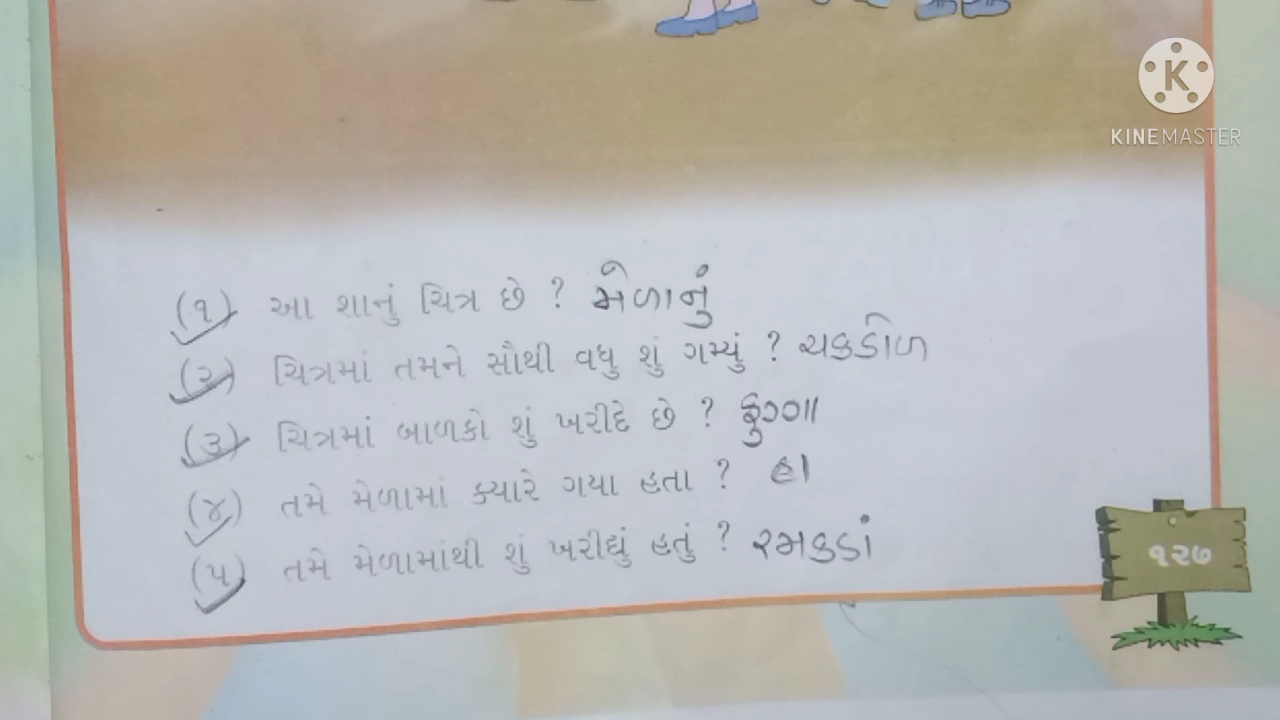 K
KINEMASTER
(૧) આ શાનું ચિત્ર છે ? મેળાનું
(૨) ચિત્રમાં તમને સૌથી વધુ શું ગમ્યું ? ચકડોળ
(૩) ચિત્રમાં બાળકો શું ખરીદે છે ? ફુગ્ગા
(૪) તમે મેળામાં ક્યારે ગયા હતા ? હા
(૫) તમે મેળામાંથી શું ખરીદ્યું હતું ? રમકડાં
૧૨૭